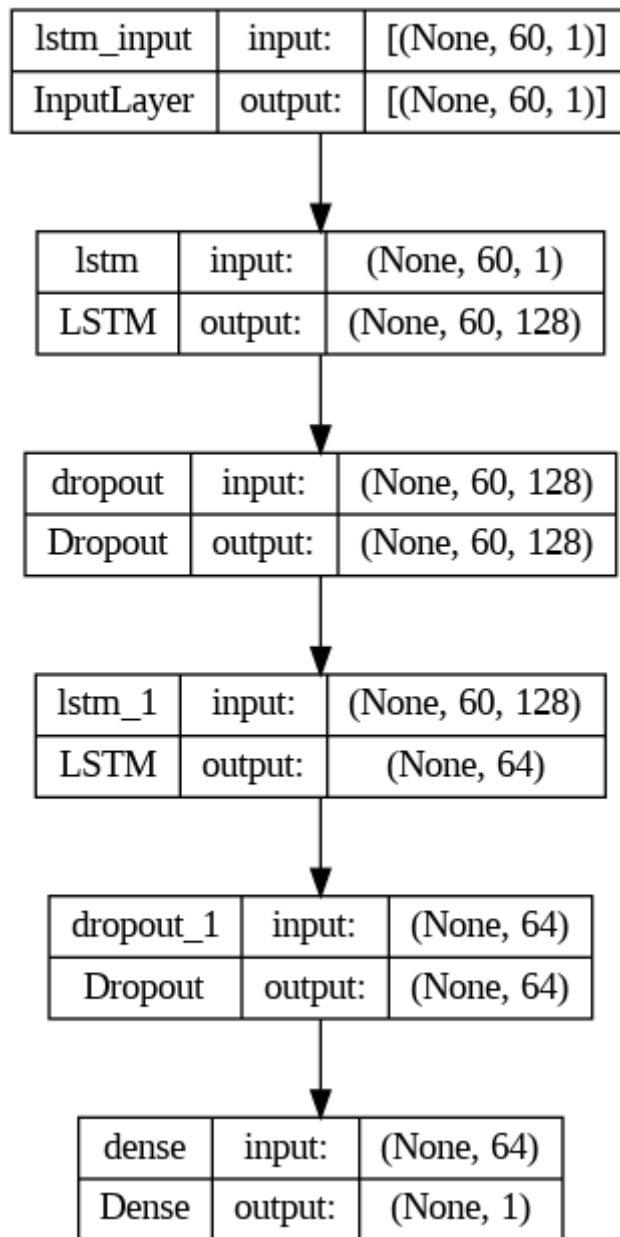 lstm_input input: [(None, 60, 1)]
InputLayer output: [(None, 60, 1)]
lstm input: (None, 60, 1)
LSTM output: (None, 60, 128)
dropout input: (None, 60, 128)
Dropout output: (None, 60, 128)
lstm_1 input: (None, 60, 128)
LSTM output: (None, 64)
dropout_1 input: (None, 64)
Dropout output: (None, 64)
dense input: (None, 64)
Dense output: (None, 1)